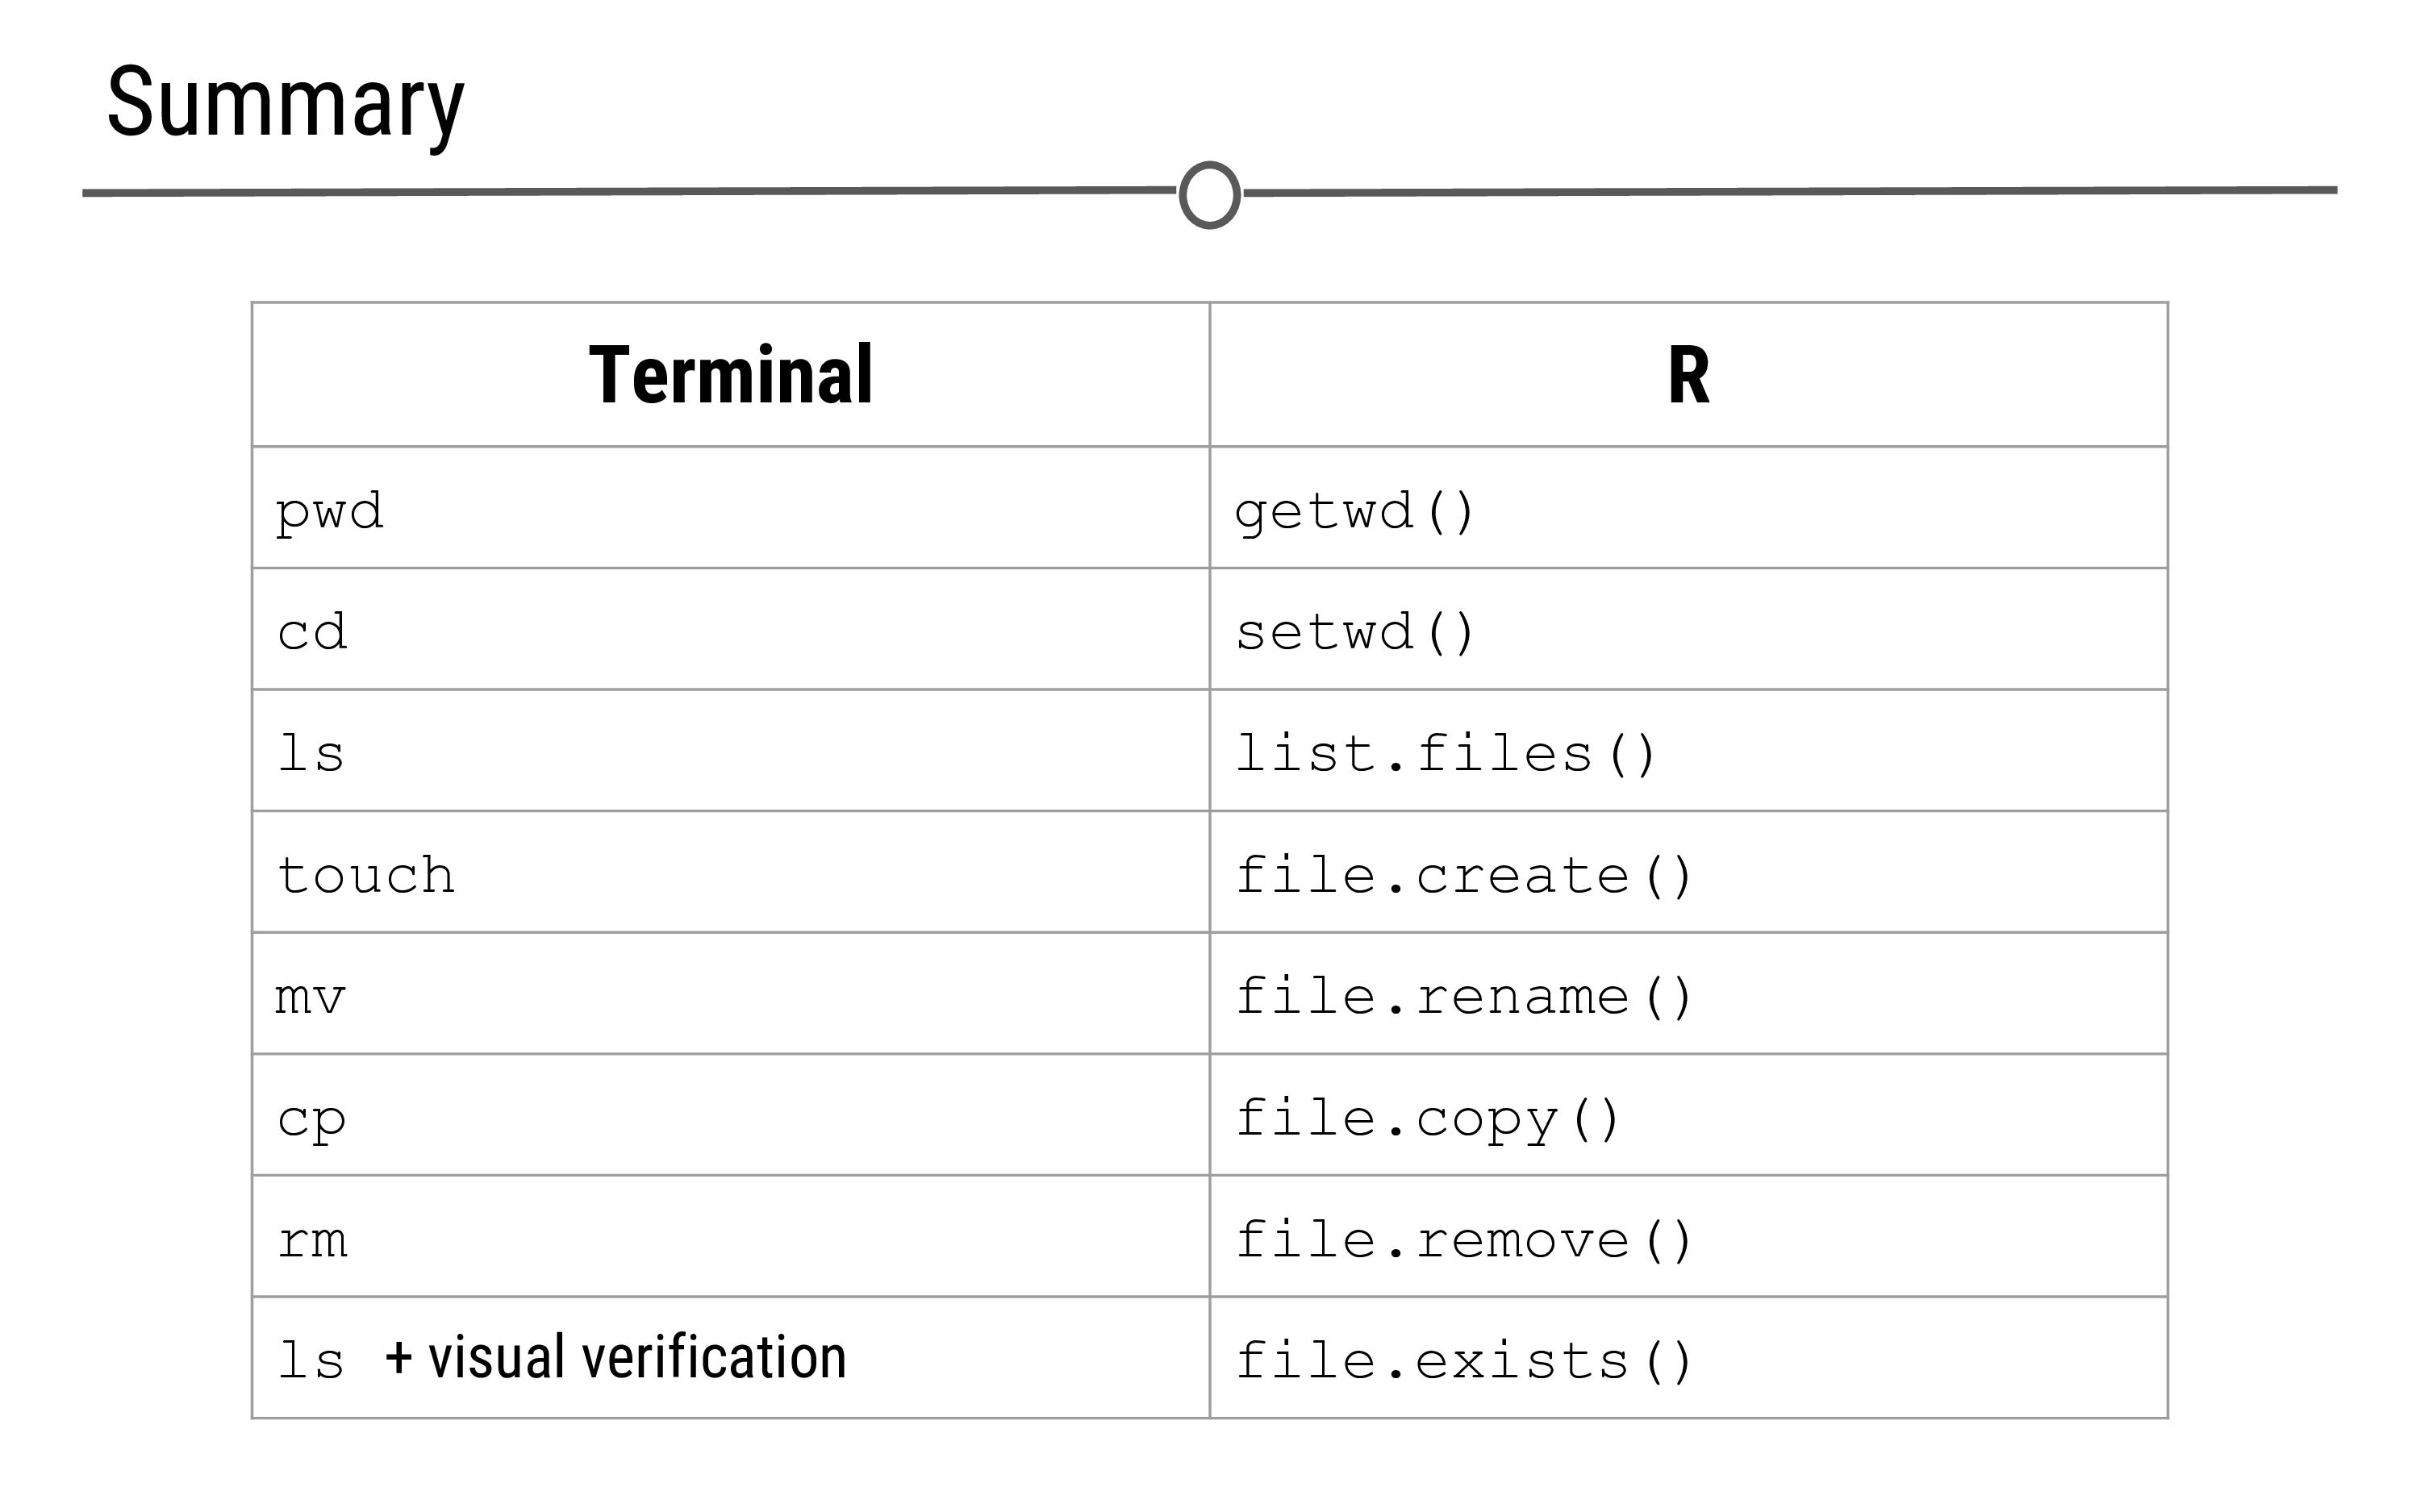 Summary
Terminal R
pwd getwd()
cd setwd()
ls list.files()
touch file.create()
mv file.rename()
cp file.copy()
rm file.remove()
ls + visual verification file.exists()